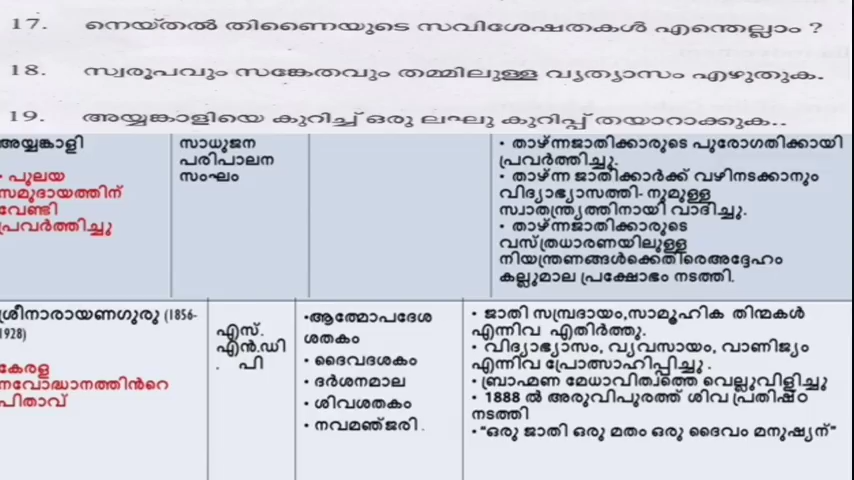 17. നെയ്തൽ തിണൈയുടെ സവിശേഷതകൾ എന്തെല്ലാം ?
18. സ്വരൂപവും സങ്കേതവും തമ്മിലുള്ള വ്യത്യാസം എഴുതുക.
19. അയ്യങ്കാളിയെ കുറിച്ച് ഒരു ലഘു കുറിപ്പ് തയാറാക്കുക..
അയ്യങ്കാളി
• പുലയ
സമുദായത്തിന്
വേണ്ടി
പ്രവർത്തിച്ചു
സാധുജന
പരിപാലന
സംഘം
• താഴ്ന്നജാതിക്കാരുടെ പുരോഗതിക്കായി
പ്രവർത്തിച്ചു.
• താഴ്ന്ന ജാതിക്കാർക്ക് വഴിനടക്കാനും
വിദ്യാഭ്യാസത്തി- നുമുള്ള
സ്വാതന്ത്ര്യത്തിനായി വാദിച്ചു.
• താഴ്ന്നജാതിക്കാരുടെ
വസ്ത്രധാരണയിലുള്ള
നിയന്ത്രണങ്ങൾക്കെതിരെഅദ്ദേഹം
കല്ലുമാല പ്രക്ഷോഭം നടത്തി.
ശ്രീനാരായണഗുരു (1856-
1928)
കേരള
നവോദ്ധാനത്തിൻറെ
പിതാവ്
എസ്.
എൻ.ഡി
. പി
•ആത്മോപദേശ
ശതകം
• ദൈവദശകം
• ദർശനമാല
• ശിവശതകം
• നവമഞ്ജരി .
• ജാതി സമ്പ്രദായം,സാമൂഹിക തിന്മകൾ
എന്നിവ എതിർത്തു.
• വിദ്യാഭ്യാസം, വ്യവസായം, വാണിജ്യം
എന്നിവ പ്രോത്സാഹിപ്പിച്ചു .
•ബ്രാഹ്മണ മേധാവിത്വത്തെ വെല്ലുവിളിച്ചു
• 1888 ൽ അരുവിപുരത്ത് ശിവ പ്രതിഷ്ഠ
നടത്തി
•"ഒരു ജാതി ഒരു മതം ഒരു ദൈവം മനുഷ്യന്"